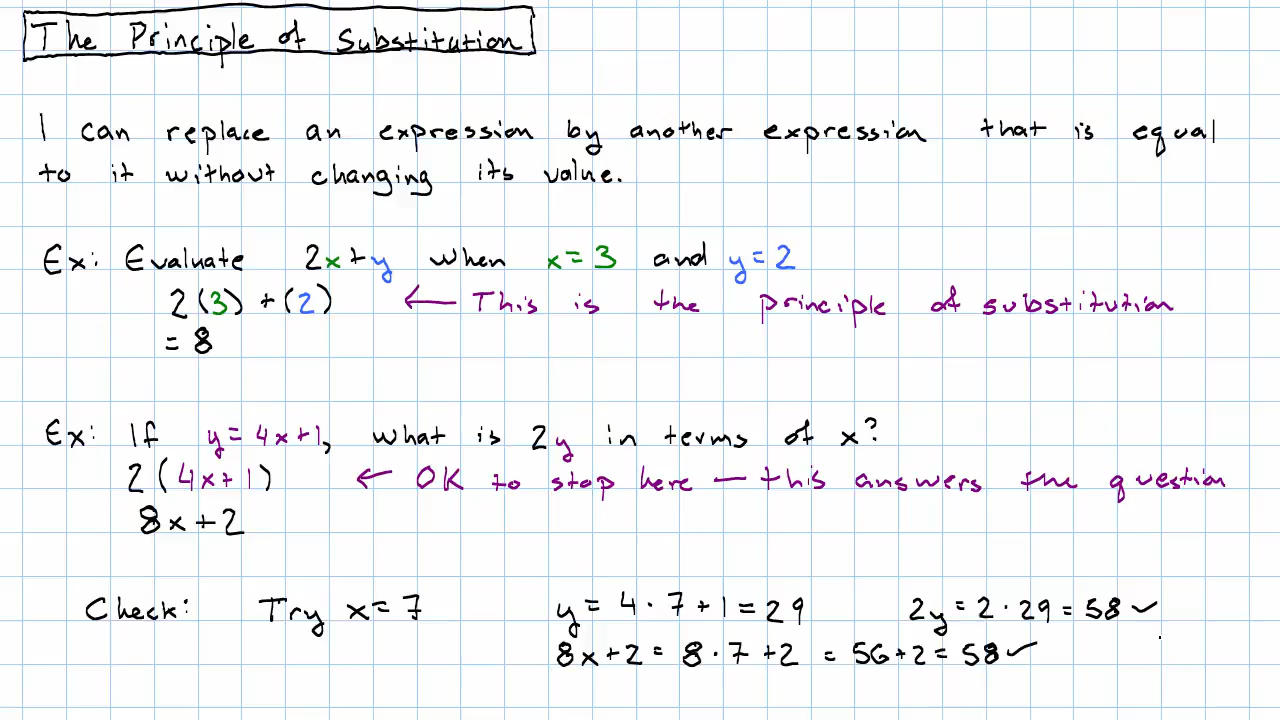 The Principle of Substitution
I can replace an expression by another expression that is equal
to it without changing its value.
Ex: Evaluate 2x+y when x=3 and y=2
2(3)+(2) ← This is the principle of substitution
= 8
Ex: If y=4x+1, what is 2y in terms of x?
2(4x+1) ← OK to stop here — this answers the question
8x+2
Check: Try x=7 y=4·7+1=29 2y=2·29=58 ✓
8x+2=8·7+2=56+2=58 ✓